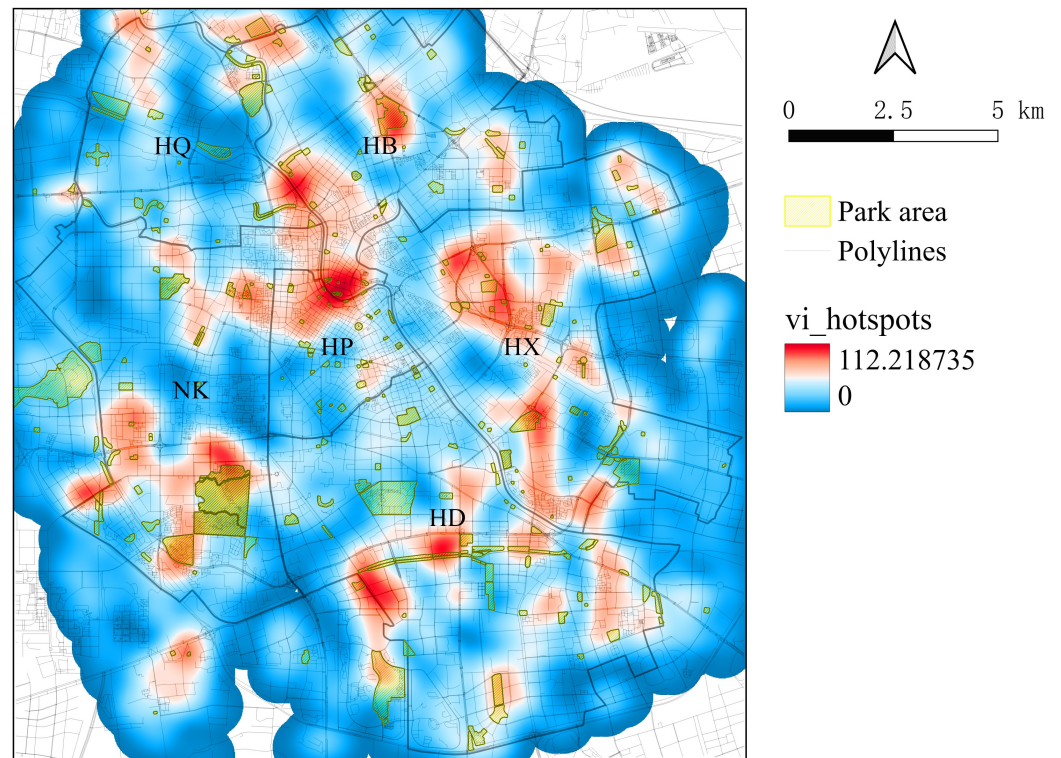 HQ
HB
HP
HX
NK
HD
0 2.5 5 km
Park area
Polylines
vi_hotspots
112.218735
0